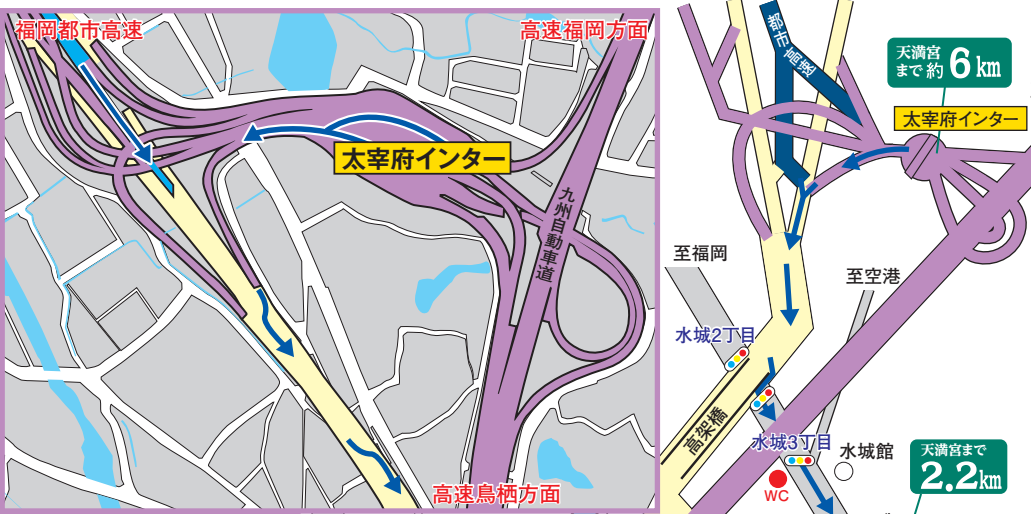 福岡都市高速
高速福岡方面
太宰府インター
九州自動車道
高速鳥栖方面
都市高速
天満宮
まで約6km
太宰府インター
至福岡
至空港
水城2丁目
高架橋
水城3丁目
水城館
WC
天満宮まで
2.2km